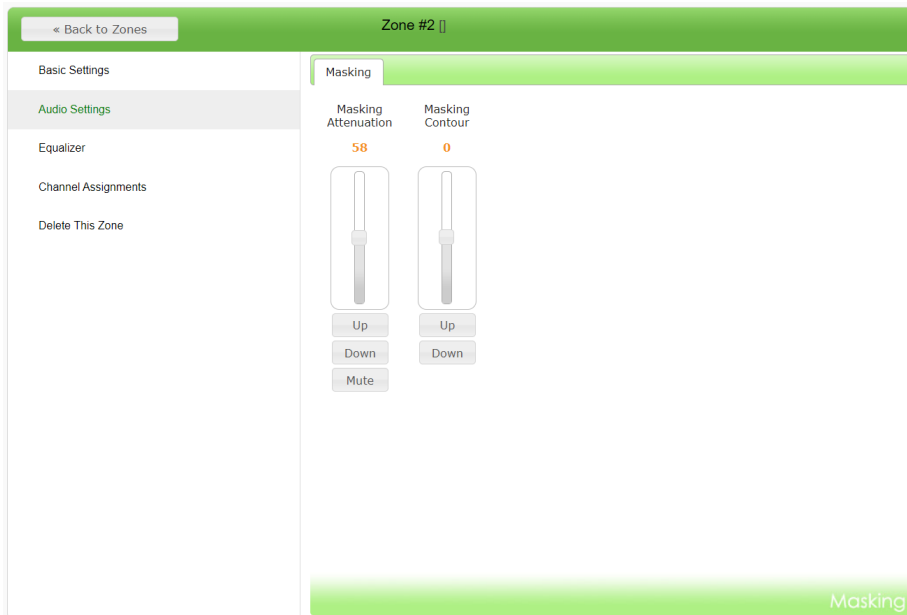 « Back to Zones
Zone #2 []
Basic Settings
Audio Settings
Equalizer
Channel Assignments
Delete This Zone
Masking
Masking
Attenuation
Masking
Contour
58
0
Up
Up
Down
Down
Mute
Masking